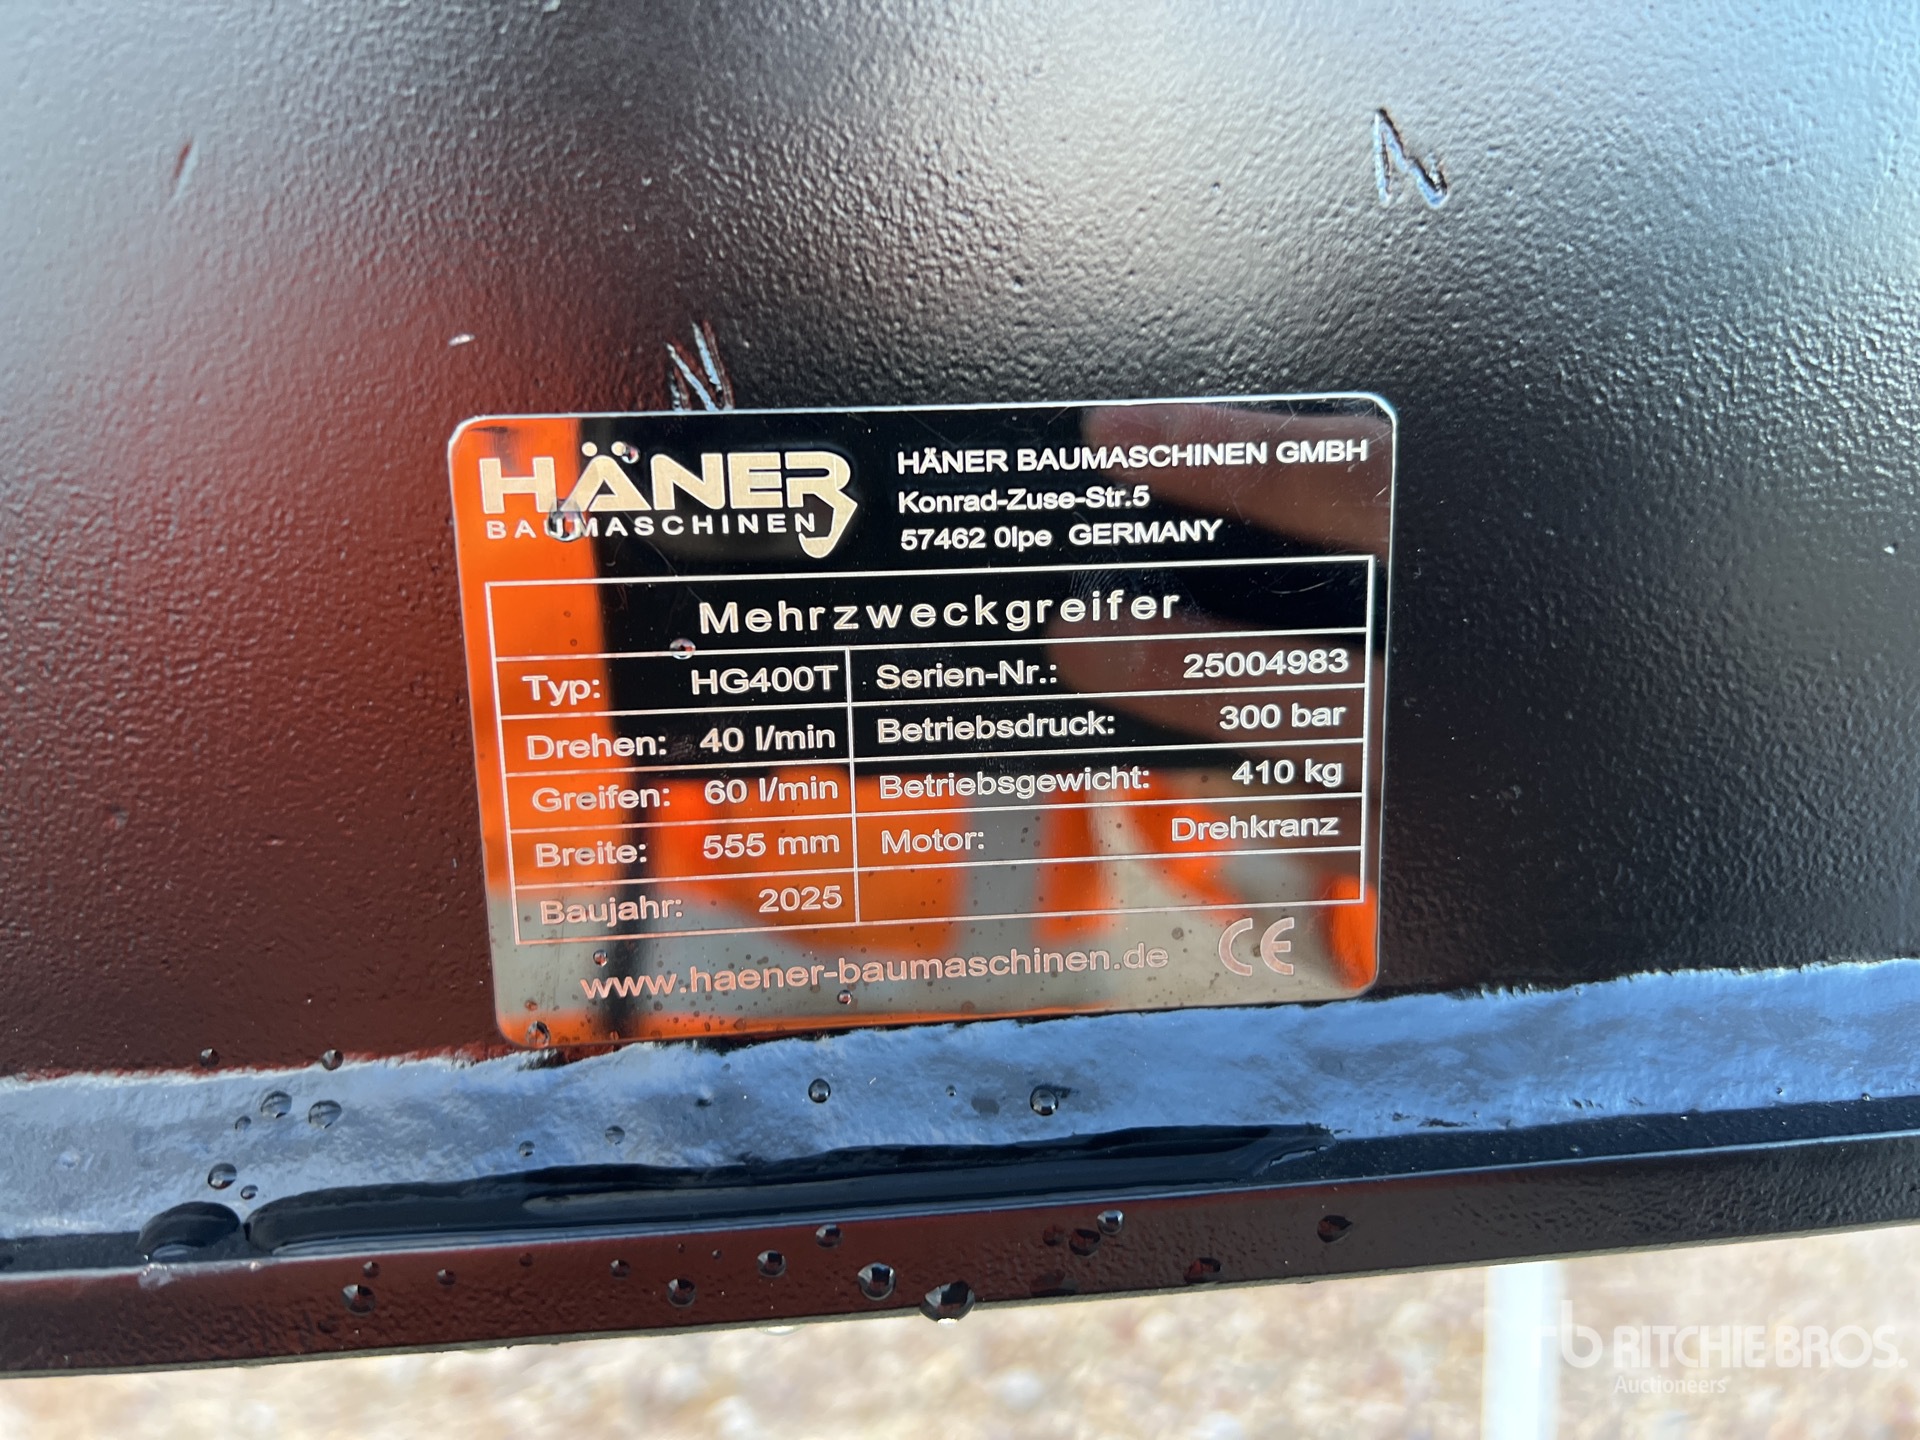 HÄNER
BAUMASCHINEN
HÄNER BAUMASCHINEN GMBH
Konrad-Zuse-Str.5
57462 Olpe GERMANY
Mehrzweckgreifer
Typ: HG400T Serien-Nr.: 25004983
Drehen: 40 l/min Betriebsdruck: 300 bar
Greifen: 60 l/min Betriebsgewicht: 410 kg
Breite: 555 mm Motor: Drehkranz
Baujahr: 2025
www.haener-baumaschinen.de CE
rb RITCHIE BROS.
Auctioneers